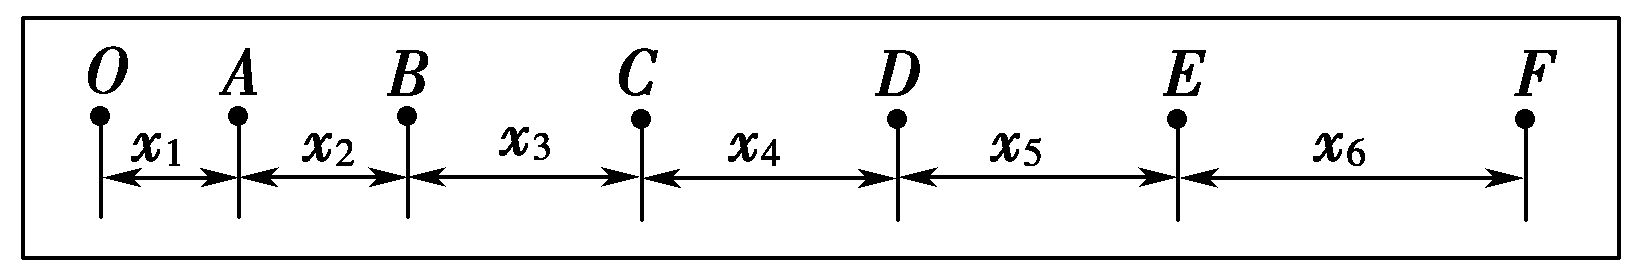 O A B C D E F
x₁ x₂ x₃ x₄ x₅ x₆